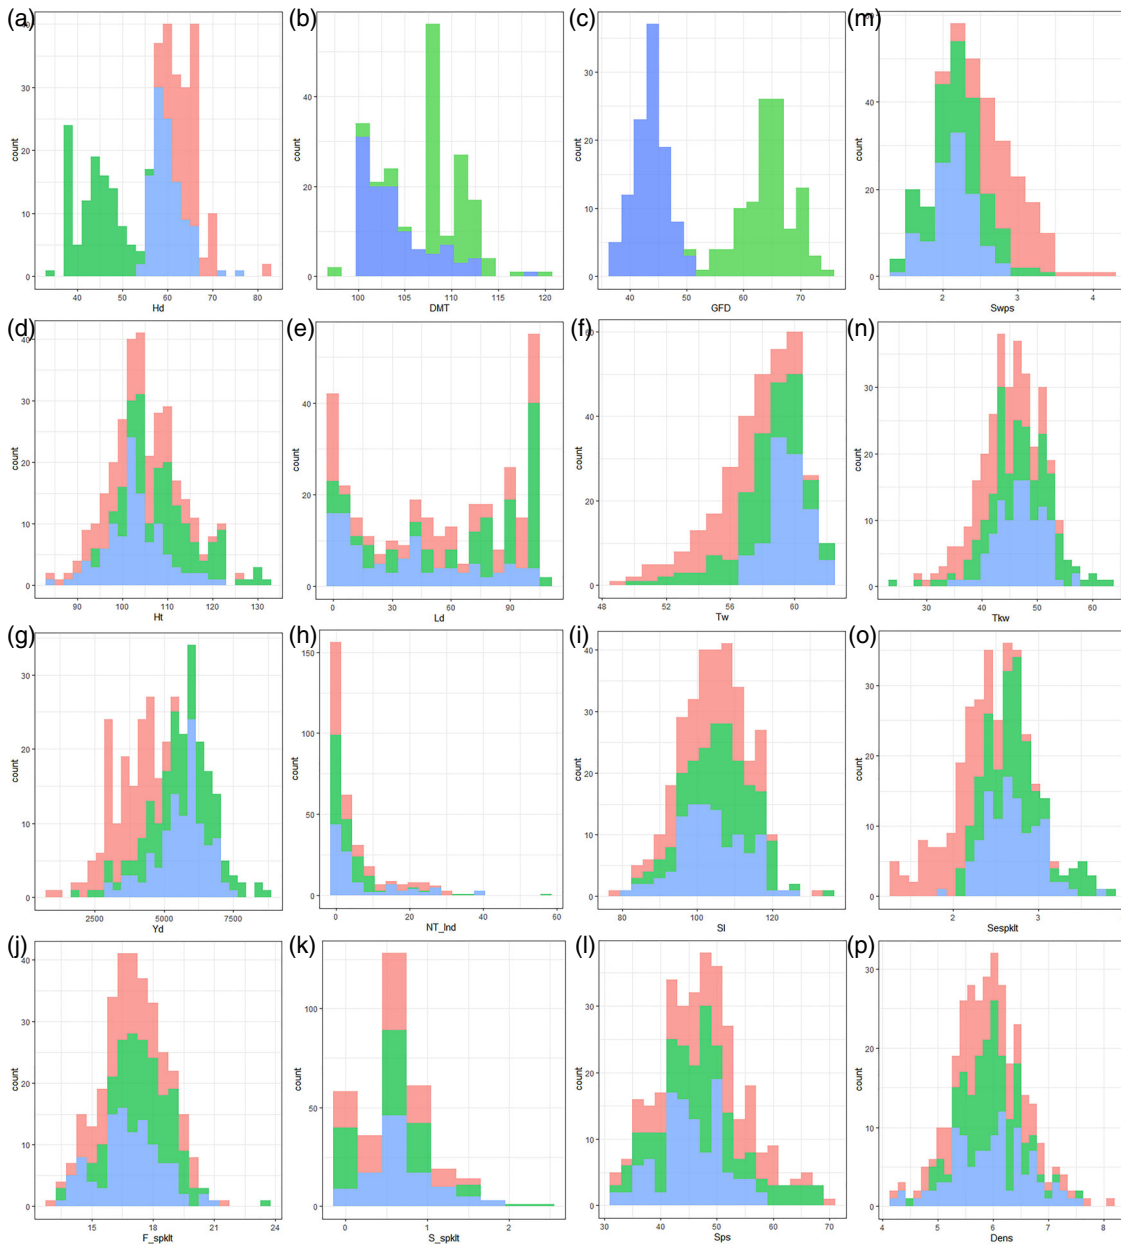 (a)
count
30
20
10
0
40 50 60 70 80
Hd
(b)
count
40
20
0
100 105 110 115 120
DMT
(c)
count
30
20
10
0
40 50 60 70
GFD
(m)
count
40
20
0
2 3 4
Swps
(d)
count
40
30
20
10
0
90 100 110 120 130
Ht
(e)
count
40
20
0
0 30 60 90
Ld
(f)
count
40
20
0
48 52 56 60
Tw
(n)
count
30
20
10
0
30 40 50 60
Tkw
(g)
count
30
20
10
0
2500 5000 7500
Yd
(h)
count
150
100
50
0
0 20 40 60
NT_Ind
(i)
count
40
30
20
10
0
80 100 120
Sl
(o)
count
30
20
10
0
2 3
Sespklt
(j)
count
40
30
20
10
0
15 18 21 24
F_spklt
(k)
count
100
50
0
0 1 2
S_spklt
(l)
count
30
20
10
0
30 40 50 60 70
Sps
(p)
count
30
20
10
0
4 5 6 7 8
Dens